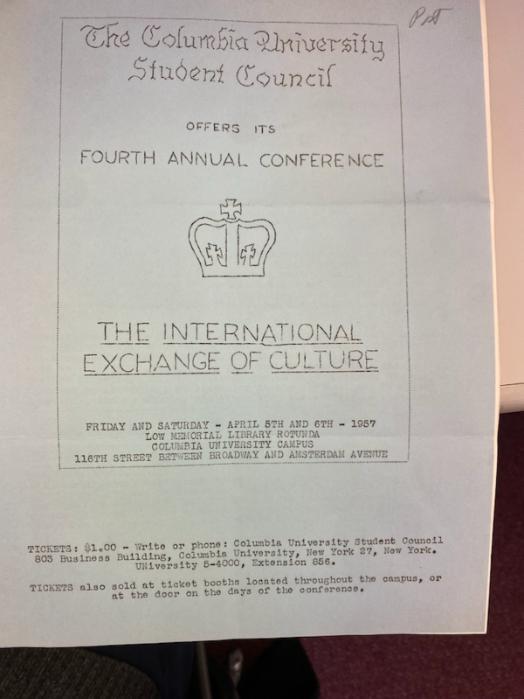 The Columbia University
Student Council
OFFERS ITS
FOURTH ANNUAL CONFERENCE
THE INTERNATIONAL
EXCHANGE OF CULTURE
FRIDAY AND SATURDAY - APRIL 5TH AND 6TH - 1957
LOW MEMORIAL LIBRARY ROTUNDA
COLUMBIA UNIVERSITY CAMPUS
116TH STREET BETWEEN BROADWAY AND AMSTERDAM AVENUE
TICKETS: $1.00 - Write or phone: Columbia University Student Council
803 Business Building, Columbia University, New York 27, New York.
UNiversity 5-4000, Extension 856.
TICKETS also sold at ticket booths located throughout the campus, or
at the door on the days of the conference.